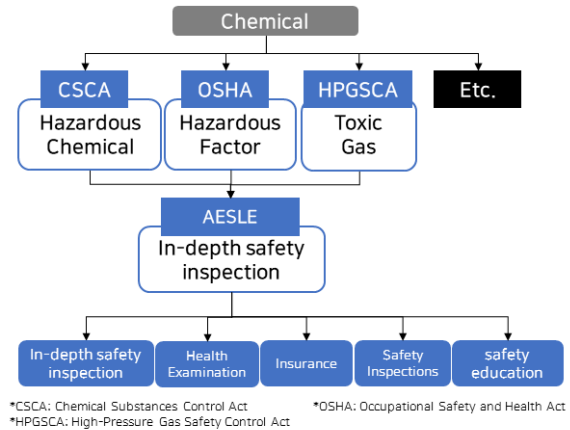 Chemical
CSCA
OSHA
HPGSCA
Etc.
Hazardous
Chemical
Hazardous
Factor
Toxic
Gas
AESLE
In-depth safety
inspection
In-depth safety
inspection
Health
Examination
Insurance
Safety
Inspections
safety
education
*CSCA: Chemical Substances Control Act
*OSHA: Occupational Safety and Health Act
*HPGSCA: High-Pressure Gas Safety Control Act